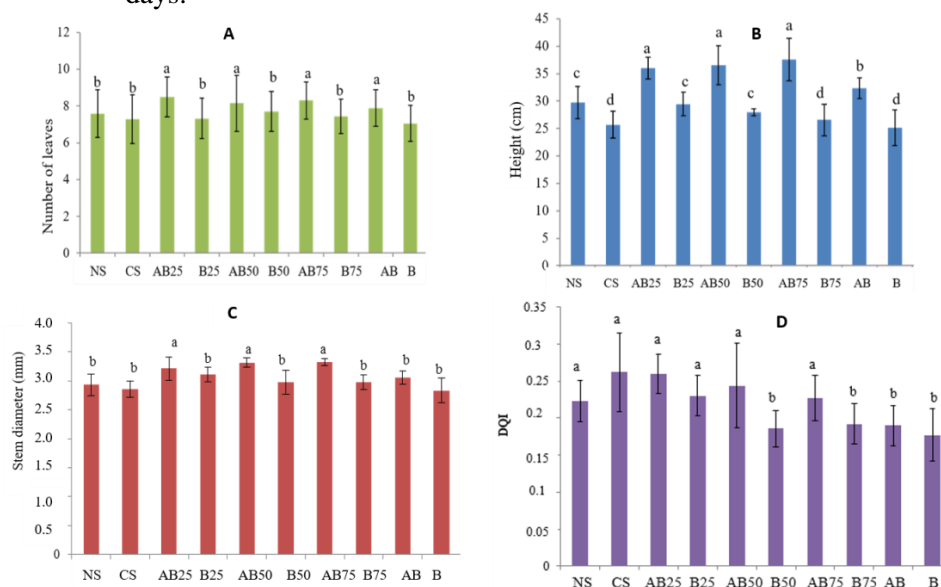 days.
A
Number of leaves
12
10
8
6
4
2
0
b b a b a b a b a b
NS CS AB25 B25 AB50 B50 AB75 B75 AB B
B
Height (cm)
45
40
35
30
25
20
15
10
5
0
c d a c a c a d b d
NS CS AB25 B25 AB50 B50 AB75 B75 AB B
C
Stem diameter (mm)
4.0
3.5
3.0
2.5
2.0
1.5
1.0
0.5
0
b b a b a b a b b b
NS CS AB25 B25 AB50 B50 AB75 B75 AB B
D
DQI
0.35
0.3
0.25
0.2
0.15
0.1
0.05
0
a a a a a b a b b b
NS CS AB25 B25 AB50 B50 AB75 B75 AB B